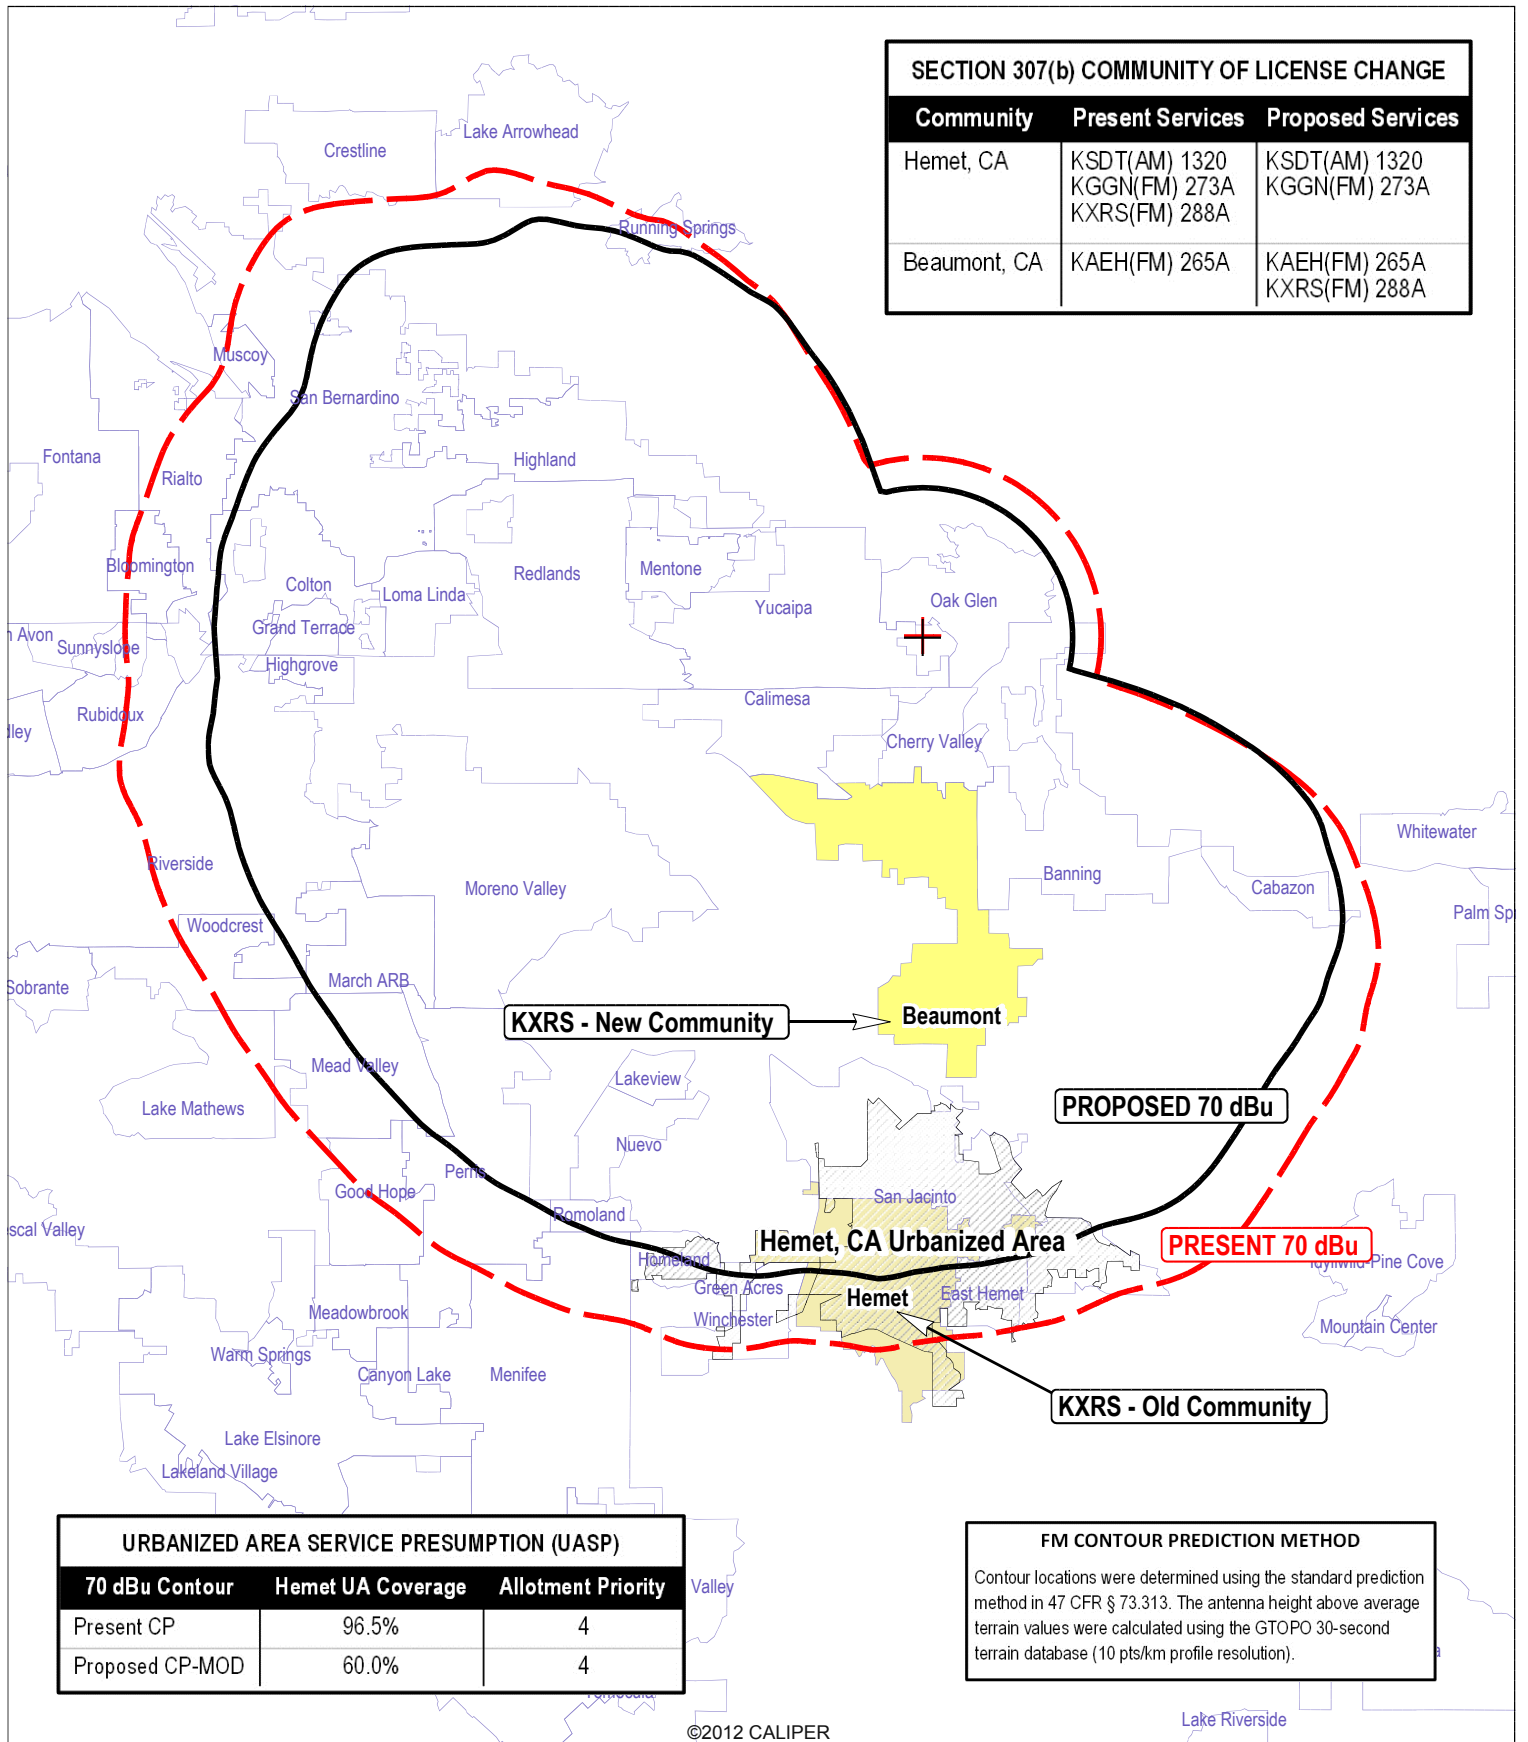 SECTION 307(b) COMMUNITY OF LICENSE CHANGE
Community Present Services Proposed Services
Hemet, CA KSDT(AM) 1320 KSDT(AM) 1320
KGGN(FM) 273A KGGN(FM) 273A
KXRS(FM) 288A
Beaumont, CA KAEH(FM) 265A KAEH(FM) 265A
KXRS(FM) 288A
Lake Arrowhead
Crestline
Running Springs
Muscoy
San Bernardino
Fontana
Highland
Rialto
Bloomington
Colton
Loma Linda
Redlands
Mentone
Yucaipa
Oak Glen
n Avon
Sunnyslope
Grand Terrace
Highgrove
Rubidoux
dley
Calimesa
Cherry Valley
Whitewater
Riverside
Moreno Valley
Banning
Cabazon
Palm Sp
Woodcrest
March ARB
Sobrante
KXRS - New Community
Beaumont
Mead Valley
Lakeview
Lake Mathews
PROPOSED 70 dBu
Nuevo
Perris
Good Hope
San Jacinto
Romoland
escal Valley
Hemet, CA Urbanized Area
PRESENT 70 dBu
Idyllwild-Pine Cove
Homeland
Green Acres
East Hemet
Hemet
Winchester
Meadowbrook
Mountain Center
Warm Springs
Canyon Lake
Menifee
KXRS - Old Community
Lake Elsinore
Lakeland Village
URBANIZED AREA SERVICE PRESUMPTION (UASP)
70 dBu Contour Hemet UA Coverage Allotment Priority
Present CP 96.5% 4
Proposed CP-MOD 60.0% 4
Valley
Temecula
FM CONTOUR PREDICTION METHOD
Contour locations were determined using the standard prediction
method in 47 CFR § 73.313. The antenna height above average
terrain values were calculated using the GTOPO 30-second
terrain database (10 pts/km profile resolution).
a
Lake Riverside
©2012 CALIPER